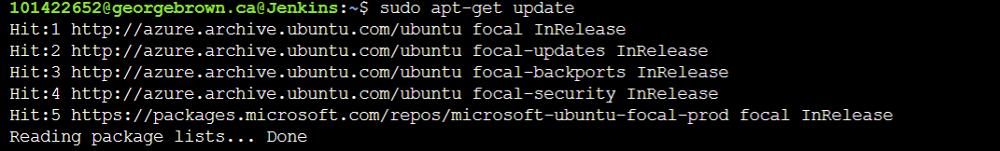 101422652@georgebrown.ca@Jenkins:~$ sudo apt-get update
Hit:1 http://azure.archive.ubuntu.com/ubuntu focal InRelease
Hit:2 http://azure.archive.ubuntu.com/ubuntu focal-updates InRelease
Hit:3 http://azure.archive.ubuntu.com/ubuntu focal-backports InRelease
Hit:4 http://azure.archive.ubuntu.com/ubuntu focal-security InRelease
Hit:5 https://packages.microsoft.com/repos/microsoft-ubuntu-focal-prod focal InRelease
Reading package lists... Done